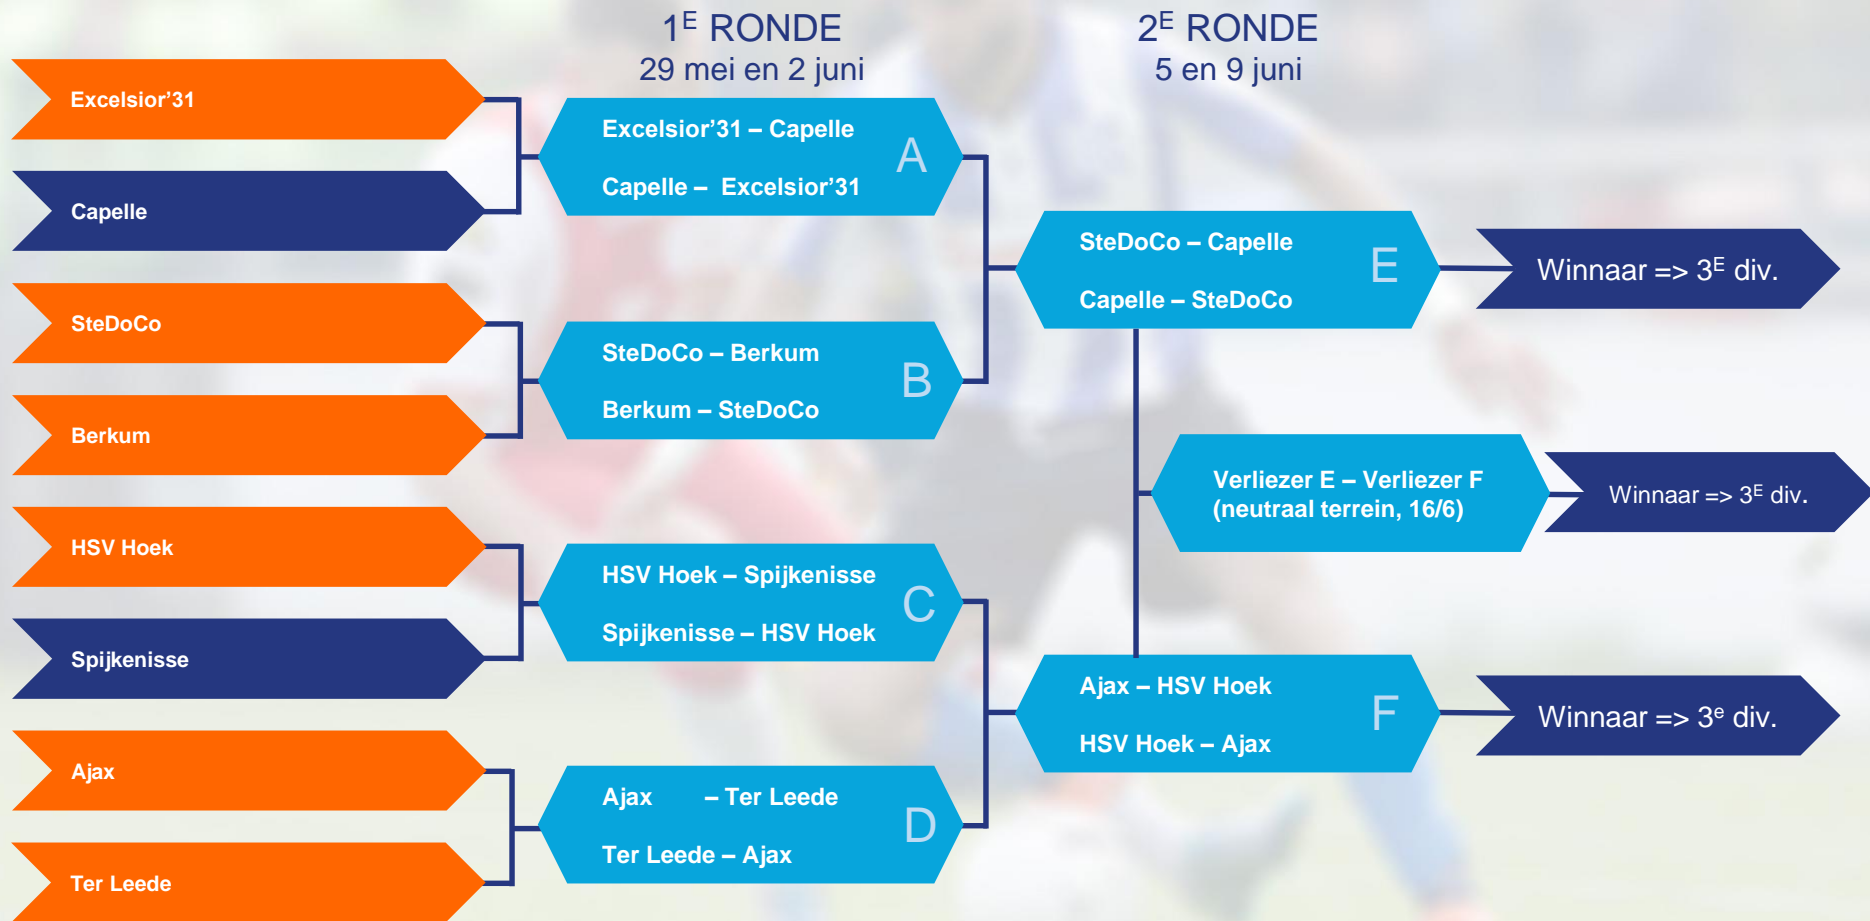 1E RONDE
29 mei en 2 juni
2E RONDE
5 en 9 juni
Excelsior’31
Capelle
SteDoCo
Berkum
HSV Hoek
Spijkenisse
Ajax
Ter Leede
Excelsior’31 – Capelle
Capelle – Excelsior’31
A
SteDoCo – Berkum
Berkum – SteDoCo
B
HSV Hoek – Spijkenisse
Spijkenisse – HSV Hoek
C
Ajax – Ter Leede
Ter Leede – Ajax
D
SteDoCo – Capelle
Capelle – SteDoCo
E
Verliezer E – Verliezer F
(neutraal terrein, 16/6)
Ajax – HSV Hoek
HSV Hoek – Ajax
F
Winnaar => 3E div.
Winnaar => 3E div.
Winnaar => 3e div.